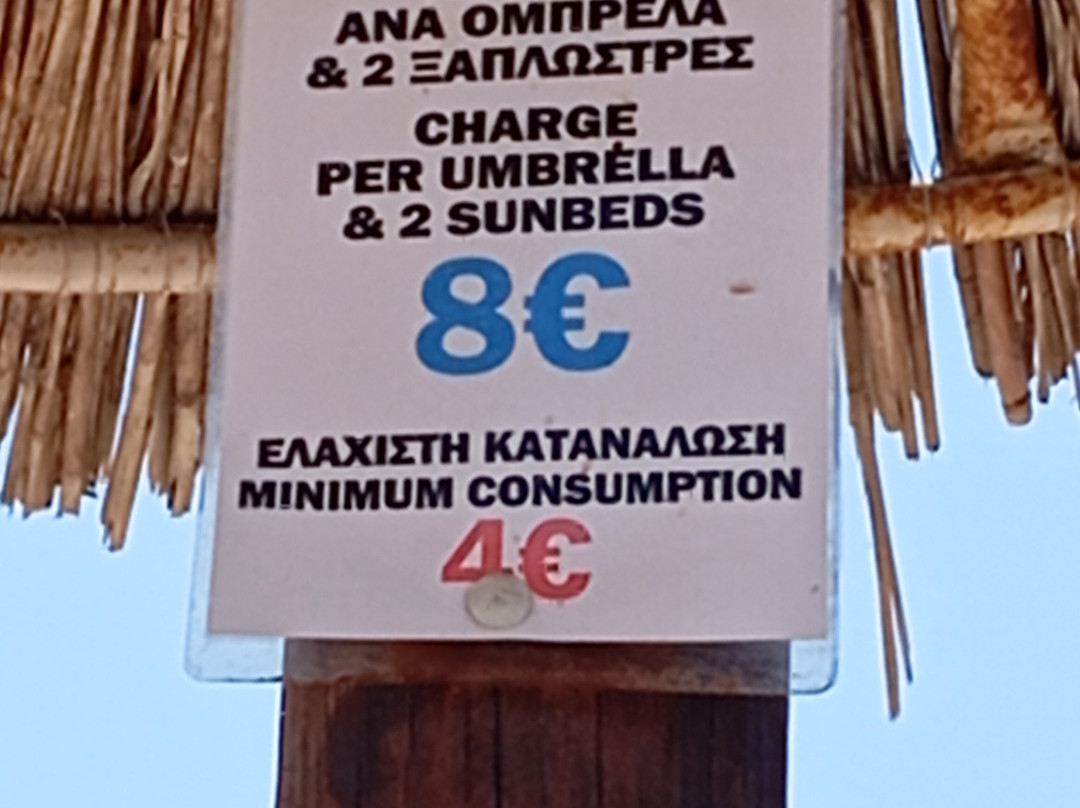 ΑΝΑ ΟΜΠΡΕΛΑ
& 2 ΞΑΠΛΩΣΤΡΕΣ
CHARGE
PER UMBRELLA
& 2 SUNBEDS
8€
ΕΛΑΧΙΣΤΗ ΚΑΤΑΝΑΛΩΣΗ
MINIMUM CONSUMPTION
4€